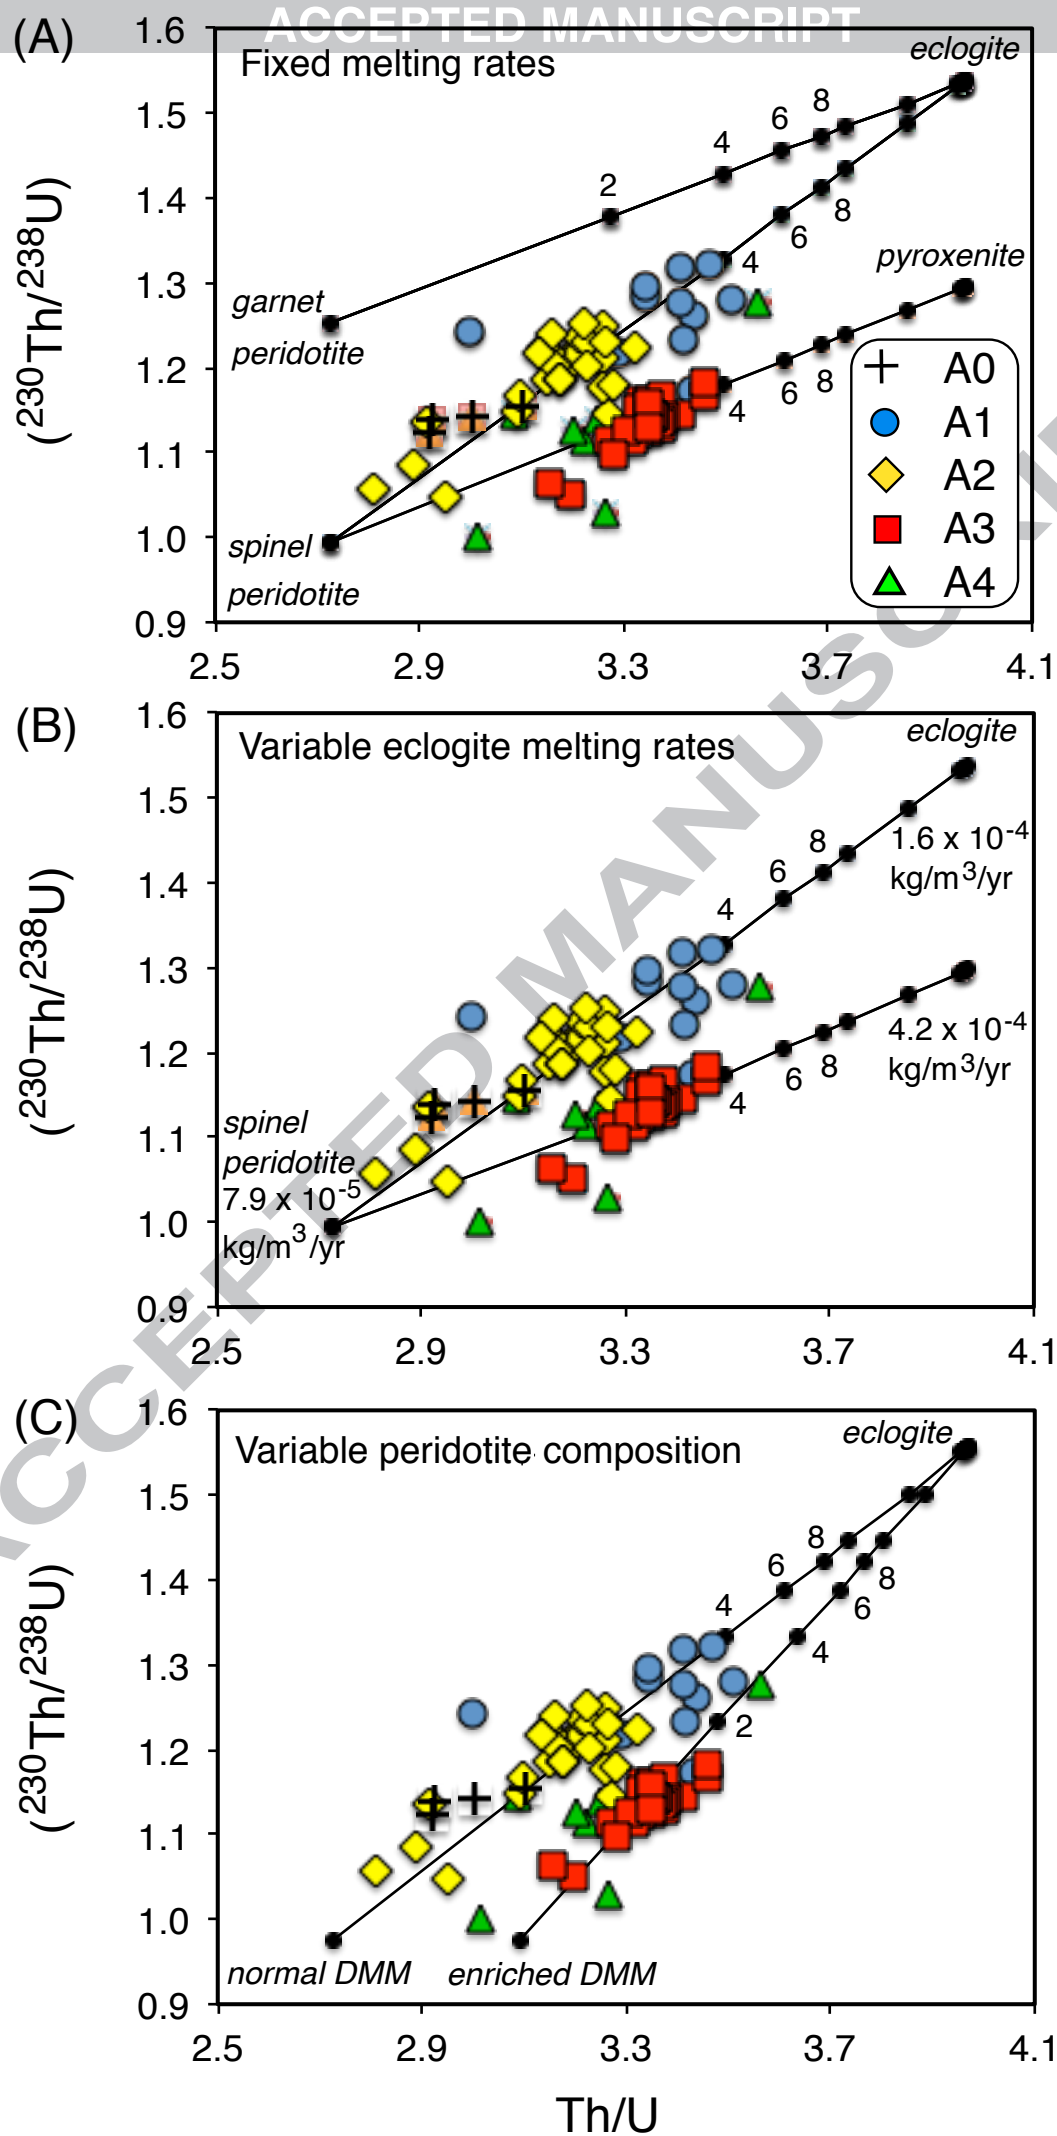 ACCEPTED MANUSCRIPT
(A)
1.6
Fixed melting rates
eclogite
1.5
8
6
4
2
1.4
8
6
4
1.3
pyroxenite
garnet
peridotite
1.2
6 8
4
1.1
1.0
spinel
peridotite
0.9
(230Th/238U)
A0
A1
A2
A3
A4
2.5 2.9 3.3 3.7 4.1
(B)
1.6
Variable eclogite melting rates
eclogite
1.5
1.6 x 10-4
kg/m3/yr
8
6
4
1.4
1.3
4.2 x 10-4
kg/m3/yr
1.2
6 8
4
1.1
spinel
peridotite
7.9 x 10-5
kg/m3/yr
1.0
0.9
(230Th/238U)
2.5 2.9 3.3 3.7 4.1
(C)
1.6
Variable peridotite composition
eclogite
1.5
8
6
4
1.4
8
6
4
2
1.3
1.2
1.1
1.0
normal DMM enriched DMM
0.9
(230Th/238U)
2.5 2.9 3.3 3.7 4.1
Th/U
ACCEPTED MANUSCRI